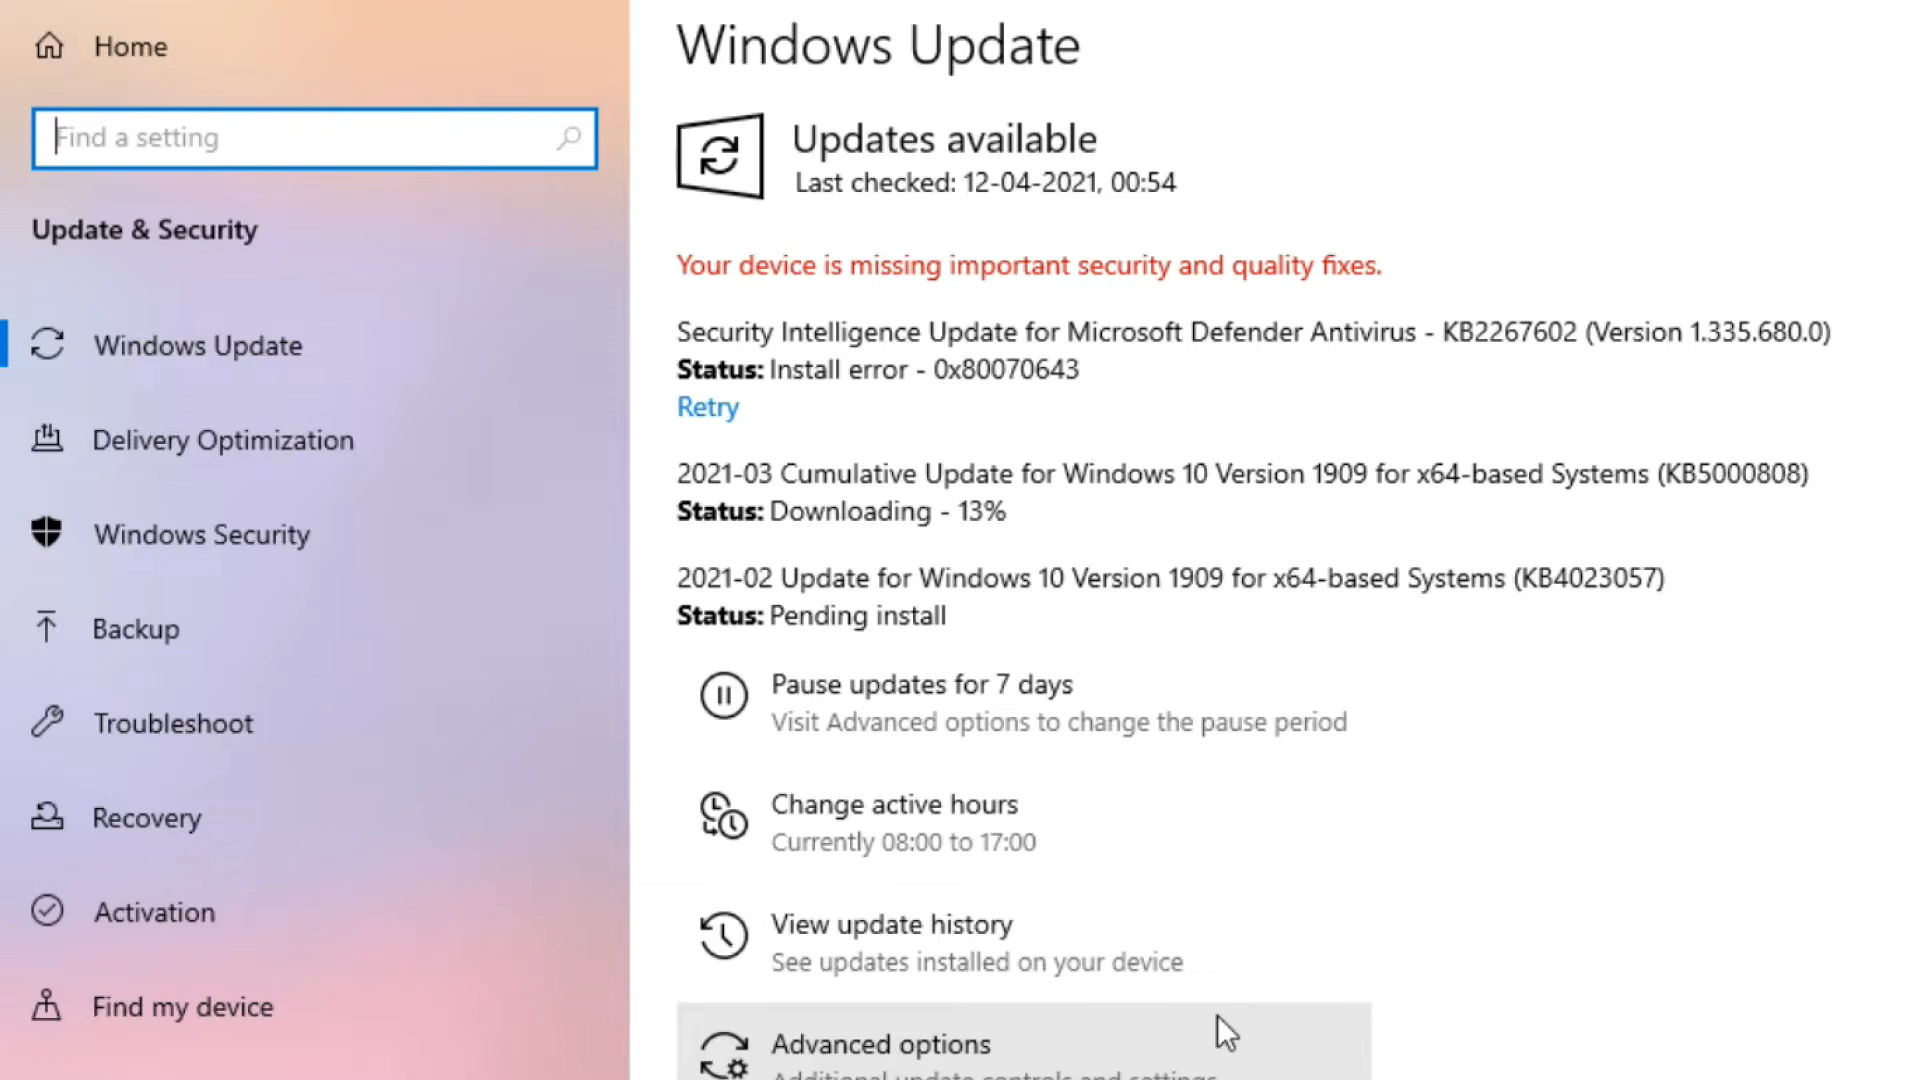 Home
Find a setting
Update & Security
Windows Update
Delivery Optimization
Windows Security
Backup
Troubleshoot
Recovery
Activation
Find my device
Windows Update
Updates available
Last checked: 12-04-2021, 00:54
Your device is missing important security and quality fixes.
Security Intelligence Update for Microsoft Defender Antivirus - KB2267602 (Version 1.335.680.0)
Status: Install error - 0x80070643
Retry
2021-03 Cumulative Update for Windows 10 Version 1909 for x64-based Systems (KB5000808)
Status: Downloading - 13%
2021-02 Update for Windows 10 Version 1909 for x64-based Systems (KB4023057)
Status: Pending install
Pause updates for 7 days
Visit Advanced options to change the pause period
Change active hours
Currently 08:00 to 17:00
View update history
See updates installed on your device
Advanced options
Additional update controls and settings